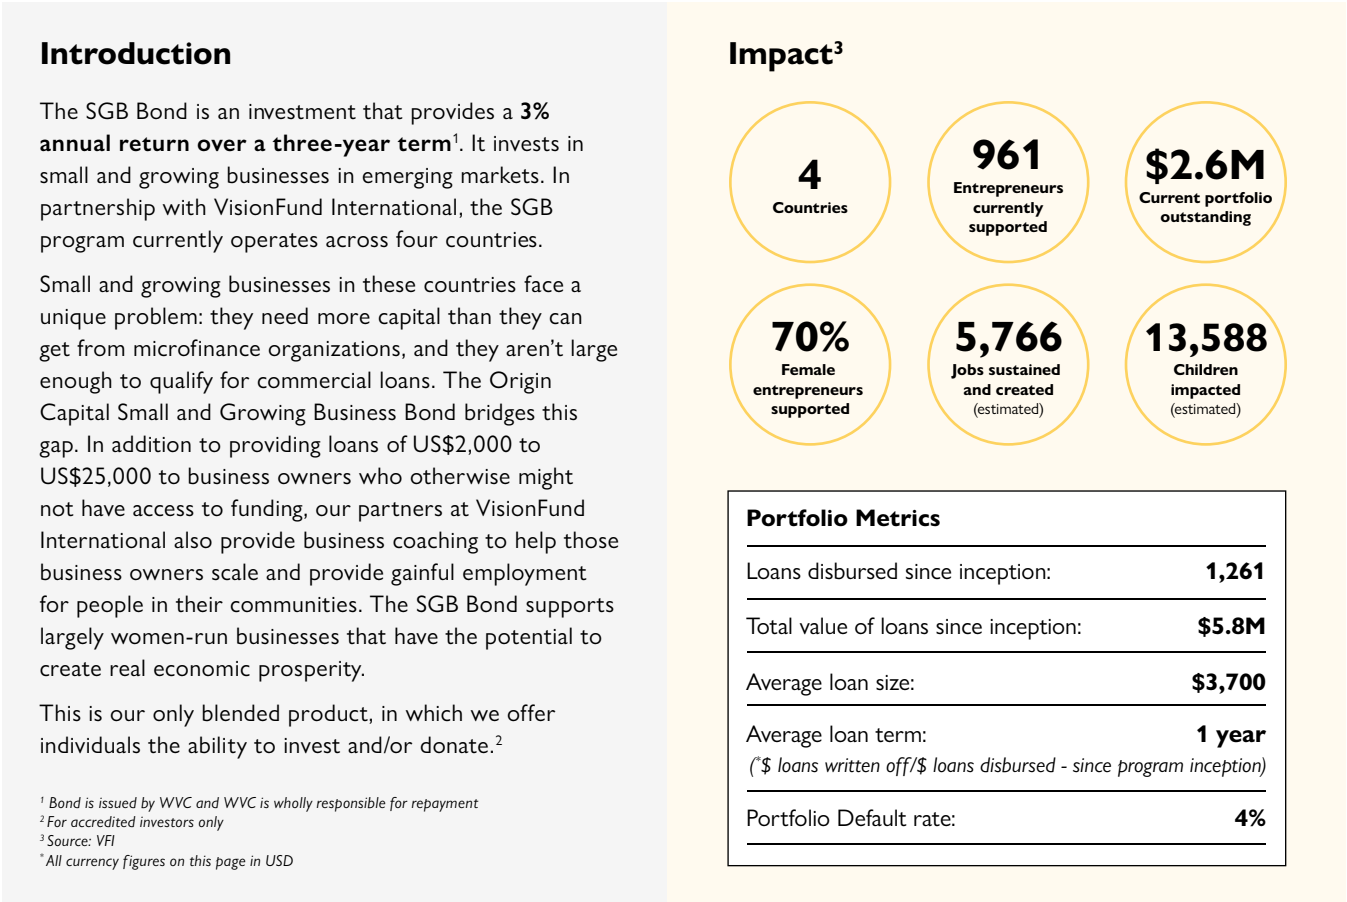 Introduction
The SGB Bond is an investment that provides a 3%
annual return over a three-year term1. It invests in
small and growing businesses in emerging markets. In
partnership with VisionFund International, the SGB
program currently operates across four countries.
Small and growing businesses in these countries face a
unique problem: they need more capital than they can
get from microfinance organizations, and they aren’t large
enough to qualify for commercial loans. The Origin
Capital Small and Growing Business Bond bridges this
gap. In addition to providing loans of US$2,000 to
US$25,000 to business owners who otherwise might
not have access to funding, our partners at VisionFund
International also provide business coaching to help those
business owners scale and provide gainful employment
for people in their communities. The SGB Bond supports
largely women-run businesses that have the potential to
create real economic prosperity.
This is our only blended product, in which we offer
individuals the ability to invest and/or donate.2
1 Bond is issued by WVC and WVC is wholly responsible for repayment
2 For accredited investors only
3 Source: VFI
* All currency figures on this page in USD
Impact3
4
Countries
961
Entrepreneurs
currently
supported
$2.6M
Current portfolio
outstanding
70%
Female
entrepreneurs
supported
5,766
Jobs sustained
and created
(estimated)
13,588
Children
impacted
(estimated)
Portfolio Metrics
Loans disbursed since inception: 1,261
Total value of loans since inception: $5.8M
Average loan size: $3,700
Average loan term: 1 year
(*$ loans written off/$ loans disbursed - since program inception)
Portfolio Default rate: 4%